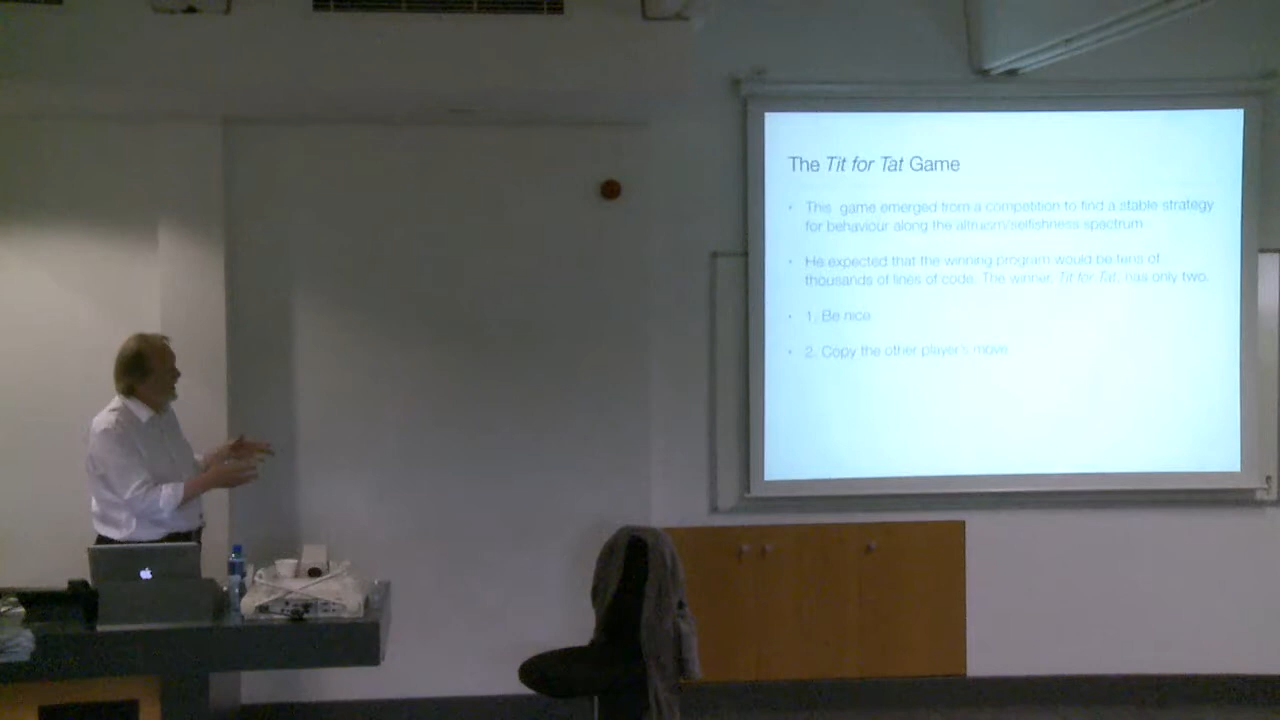 The Tit for Tat Game
• This game emerged from a competition to find a stable strategy
for behaviour along the altruism/selfishness spectrum.
• He expected that the winning program would be tens of
thousands of lines of code. The winner, Tit for Tat, has only two.
• 1. Be nice
• 2. Copy the other player's move.